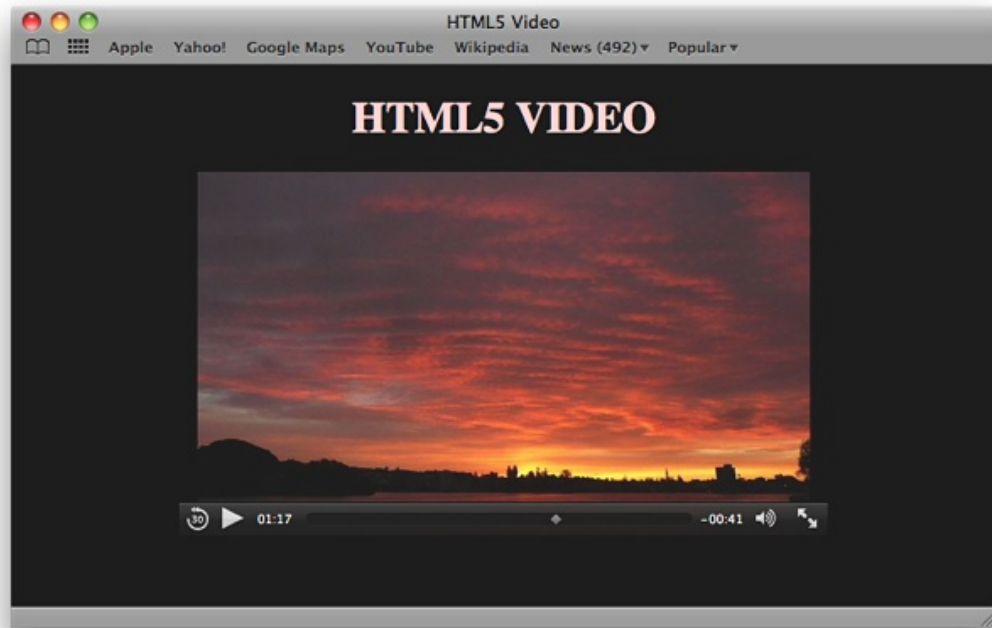 HTML5 Video
Apple Yahoo! Google Maps YouTube Wikipedia News (492) Popular
HTML5 VIDEO
30 01:17 -00:41